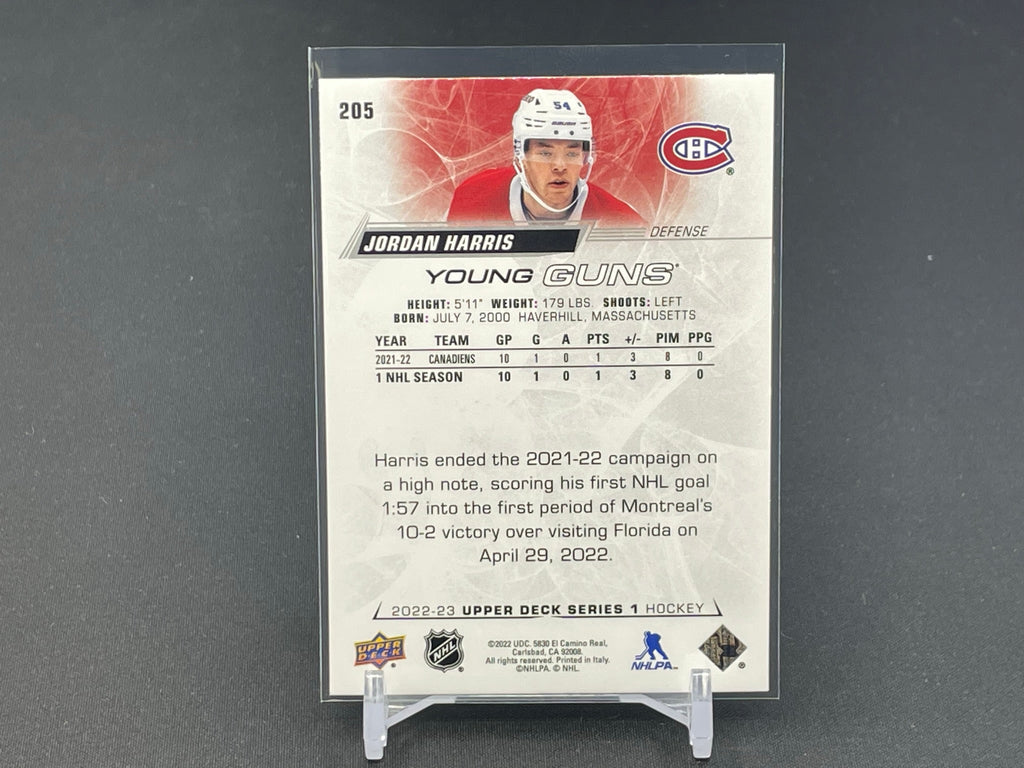 205
54
BAUER
JORDAN HARRIS
DEFENSE
YOUNG GUNS
HEIGHT: 5'11" WEIGHT: 179 LBS. SHOOTS: LEFT
BORN: JULY 7, 2000 HAVERHILL, MASSACHUSETTS
YEAR TEAM GP G A PTS +/- PIM PPG
2021-22 CANADIENS 10 1 0 1 3 8 0
1 NHL SEASON 10 1 0 1 3 8 0
Harris ended the 2021-22 campaign on
a high note, scoring his first NHL goal
1:57 into the first period of Montreal's
10-2 victory over visiting Florida on
April 29, 2022.
2022-23 UPPER DECK SERIES 1 HOCKEY
UPPER DECK
NHL
©2022 UDC. 5830 El Camino Real,
Carlsbad, CA 92008.
All rights reserved. Printed in Italy.
©NHLPA. © NHL.
NHLPA